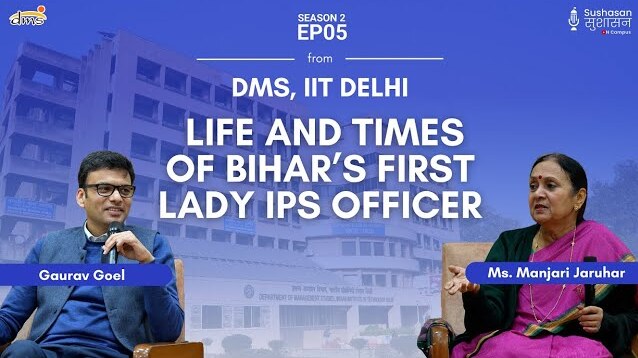 dms
SEASON 2
EP05
Sushasan
सुशासन
ON Campus
from
DMS, IIT DELHI
LIFE AND TIMES
OF BIHAR'S FIRST
LADY IPS OFFICER
Gaurav Goel
Ms. Manjari Jaruhar